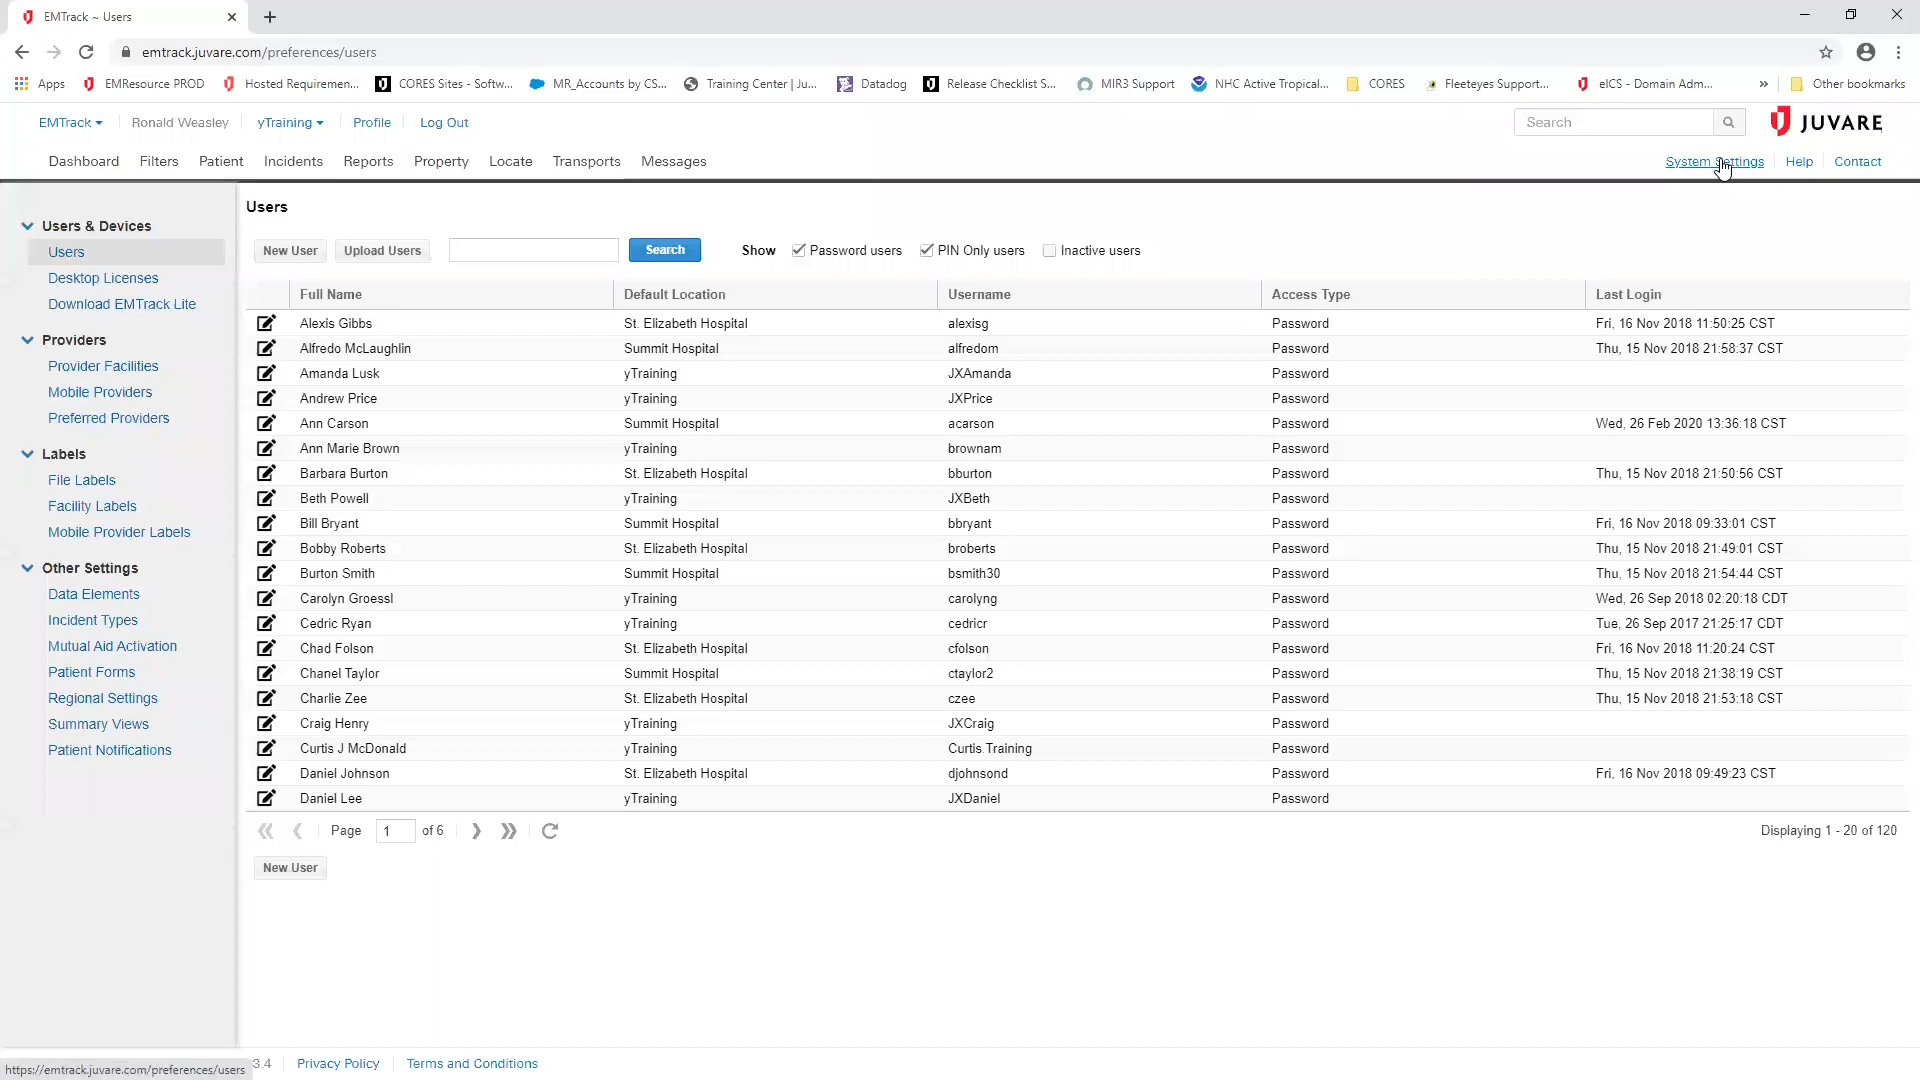 EMTrack ~ Users
emtrack.juvare.com/preferences/users
Apps EMResource PROD Hosted Requiremen... CORES Sites - Softw... MR_Accounts by CS... Training Center | Ju... Datadog Release Checklist S... MIR3 Support NHC Active Tropical... CORES Fleeteyes Support... eICS - Domain Adm... » Other bookmarks
EMTrack Ronald Weasley yTraining Profile Log Out Search JUVARE
Dashboard Filters Patient Incidents Reports Property Locate Transports Messages System Settings Help Contact
Users & Devices
Users
Desktop Licenses
Download EMTrack Lite
Providers
Provider Facilities
Mobile Providers
Preferred Providers
Labels
File Labels
Facility Labels
Mobile Provider Labels
Other Settings
Data Elements
Incident Types
Mutual Aid Activation
Patient Forms
Regional Settings
Summary Views
Patient Notifications
Users
New User Upload Users Search Show Password users PIN Only users Inactive users
Full Name Default Location Username Access Type Last Login
Alexis Gibbs St. Elizabeth Hospital alexisg Password Fri, 16 Nov 2018 11:50:25 CST
Alfredo McLaughlin Summit Hospital alfredom Password Thu, 15 Nov 2018 21:58:37 CST
Amanda Lusk yTraining JXAmanda Password
Andrew Price yTraining JXPrice Password
Ann Carson Summit Hospital acarson Password Wed, 26 Feb 2020 13:36:18 CST
Ann Marie Brown yTraining brownam Password
Barbara Burton St. Elizabeth Hospital bburton Password Thu, 15 Nov 2018 21:50:56 CST
Beth Powell yTraining JXBeth Password
Bill Bryant Summit Hospital bbryant Password Fri, 16 Nov 2018 09:33:01 CST
Bobby Roberts St. Elizabeth Hospital broberts Password Thu, 15 Nov 2018 21:49:01 CST
Burton Smith Summit Hospital bsmith30 Password Thu, 15 Nov 2018 21:54:44 CST
Carolyn Groessl yTraining carolyng Password Wed, 26 Sep 2018 02:20:18 CDT
Cedric Ryan yTraining cedricr Password Tue, 26 Sep 2017 21:25:17 CDT
Chad Folson St. Elizabeth Hospital cfolson Password Fri, 16 Nov 2018 11:20:24 CST
Chanel Taylor Summit Hospital ctaylor2 Password Thu, 15 Nov 2018 21:38:19 CST
Charlie Zee St. Elizabeth Hospital czee Password Thu, 15 Nov 2018 21:53:18 CST
Craig Henry yTraining JXCraig Password
Curtis J McDonald yTraining Curtis.Training Password
Daniel Johnson St. Elizabeth Hospital djohnsond Password Fri, 16 Nov 2018 09:49:23 CST
Daniel Lee yTraining JXDaniel Password
Page 1 of 6 Displaying 1 - 20 of 120
New User
https://emtrack.juvare.com/preferences/users 3.4 Privacy Policy Terms and Conditions